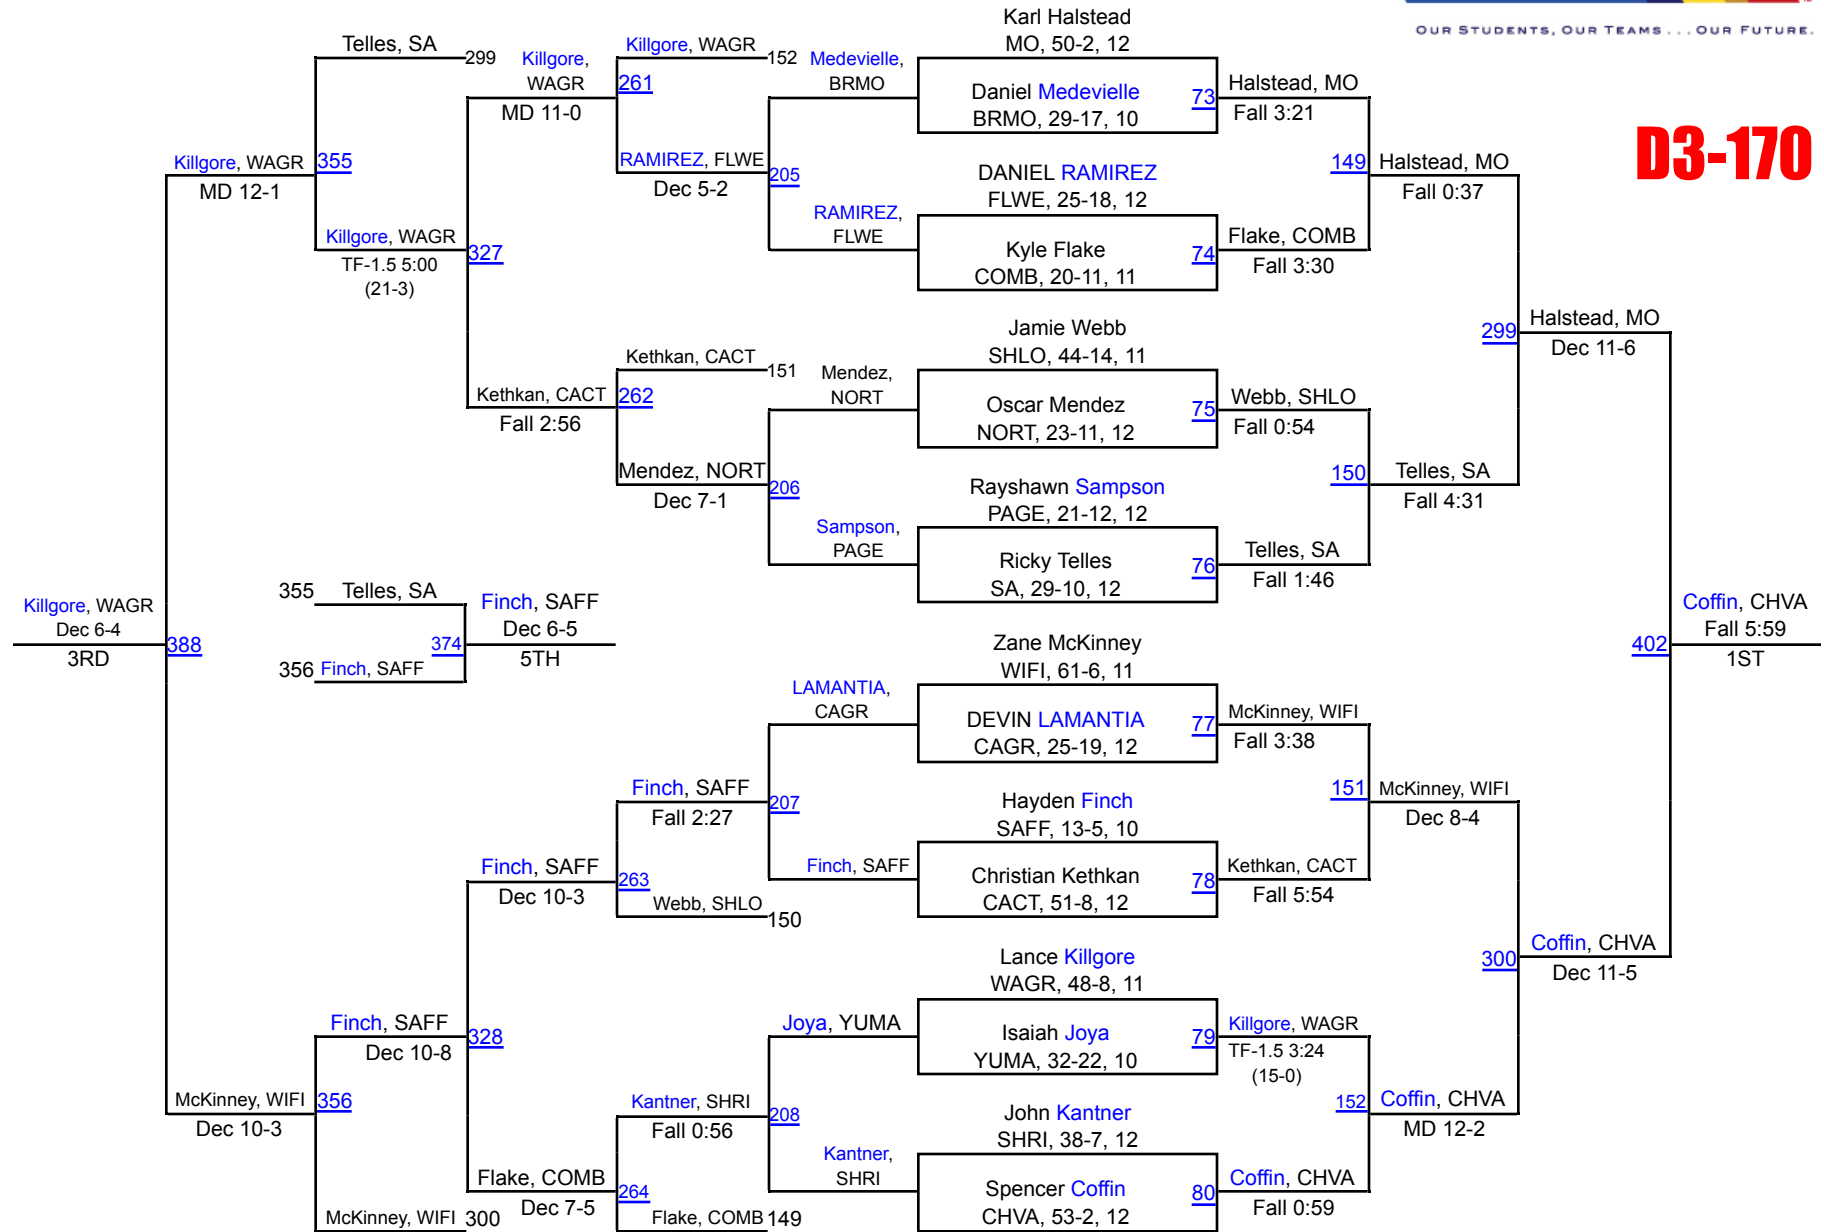 OUR STUDENTS, OUR TEAMS . . . OUR FUTURE.
D3-170
Karl Halstead
MO, 50-2, 12
Daniel Medevielle
BRMO, 29-17, 10
73
DANIEL RAMIREZ
FLWE, 25-18, 12
Kyle Flake
COMB, 20-11, 11
74
Jamie Webb
SHLO, 44-14, 11
Oscar Mendez
NORT, 23-11, 12
75
Rayshawn Sampson
PAGE, 21-12, 12
Ricky Telles
SA, 29-10, 12
76
Zane McKinney
WIFI, 61-6, 11
DEVIN LAMANTIA
CAGR, 25-19, 12
77
Hayden Finch
SAFF, 13-5, 10
Christian Kethkan
CACT, 51-8, 12
78
Lance Killgore
WAGR, 48-8, 11
Isaiah Joya
YUMA, 32-22, 10
79
John Kantner
SHRI, 38-7, 12
Spencer Coffin
CHVA, 53-2, 12
80
Halstead, MO
Fall 3:21
149
Flake, COMB
Fall 3:30
Webb, SHLO
Fall 0:54
150
Telles, SA
Fall 1:46
McKinney, WIFI
Fall 3:38
151
Kethkan, CACT
Fall 5:54
Killgore, WAGR
TF-1.5 3:24
(15-0)
152
Coffin, CHVA
Fall 0:59
Halstead, MO
Fall 0:37
299
Telles, SA
Fall 4:31
McKinney, WIFI
Dec 8-4
300
Coffin, CHVA
MD 12-2
Halstead, MO
Dec 11-6
402
Coffin, CHVA
Dec 11-5
Coffin, CHVA
Fall 5:59
1ST
Medevielle,
BRMO
205
RAMIREZ,
FLWE
Mendez,
NORT
206
Sampson,
PAGE
LAMANTIA,
CAGR
207
Finch, SAFF
Joya, YUMA
208
Kantner,
SHRI
Killgore, WAGR
152
261
RAMIREZ, FLWE
Dec 5-2
Kethkan, CACT
151
262
Mendez, NORT
Dec 7-1
Finch, SAFF
Fall 2:27
263
Webb, SHLO
150
Kantner, SHRI
Fall 0:56
264
Flake, COMB
149
Killgore,
WAGR
MD 11-0
327
Kethkan, CACT
Fall 2:56
Finch, SAFF
Dec 10-3
328
Flake, COMB
Dec 7-5
Telles, SA
299
355
Killgore, WAGR
TF-1.5 5:00
(21-3)
Finch, SAFF
Dec 10-8
356
McKinney, WIFI
300
Killgore, WAGR
MD 12-1
388
McKinney, WIFI
Dec 10-3
Killgore, WAGR
Dec 6-4
3RD
355
Telles, SA
374
356
Finch, SAFF
Finch, SAFF
Dec 6-5
5TH